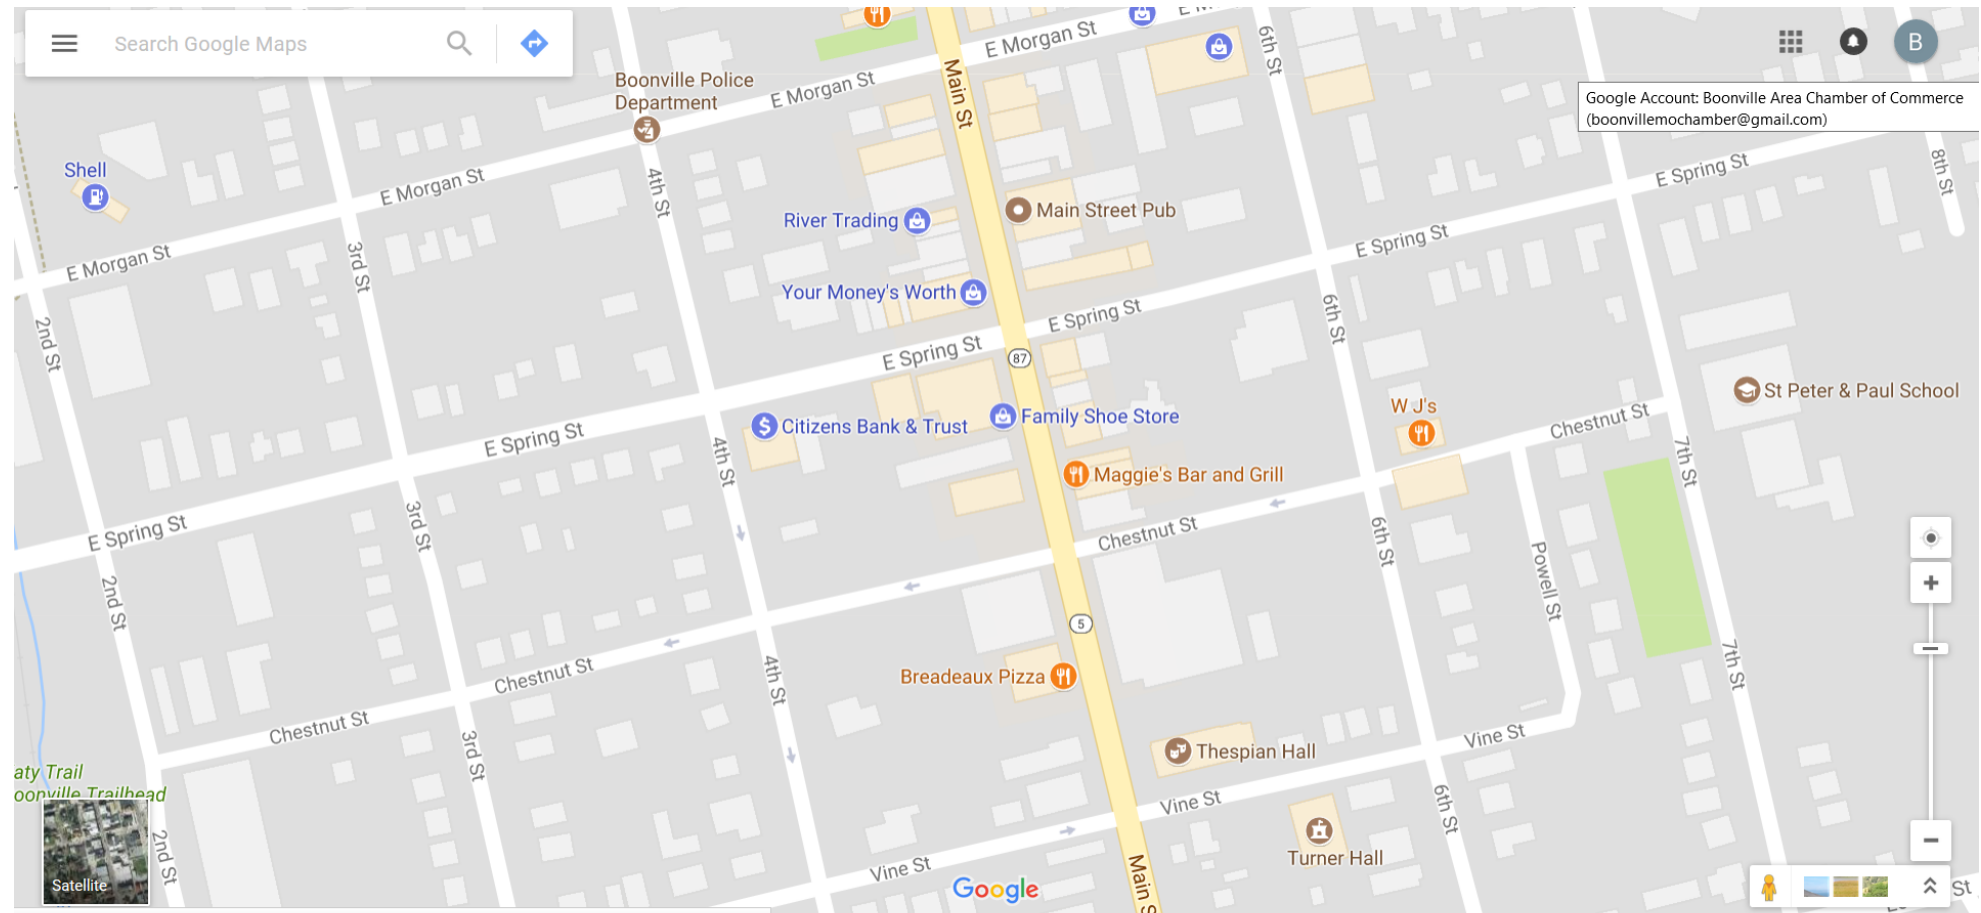 Search Google Maps
E Morgan St
E M
6th St
Boonville Police
Department
E Morgan St
Main St
B
Google Account: Boonville Area Chamber of Commerce
(boonvillemochamber@gmail.com)
Shell
E Morgan St
4th St
8th St
E Spring St
River Trading
Main Street Pub
E Morgan St
3rd St
E Spring St
Your Money's Worth
2nd St
E Spring St
6th St
E Spring St
87
St Peter & Paul School
W J's
Chestnut St
Citizens Bank & Trust
Family Shoe Store
E Spring St
4th St
7th St
Maggie's Bar and Grill
E Spring St
3rd St
Chestnut St
6th St
Powell St
2nd St
5
Chestnut St
4th St
7th St
Breadeaux Pizza
Chestnut St
3rd St
Thespian Hall
Vine St
aty Trail
oonville Trailhead
Vine St
6th St
2nd St
Turner Hall
Vine St
Main S
Satellite
Google
St